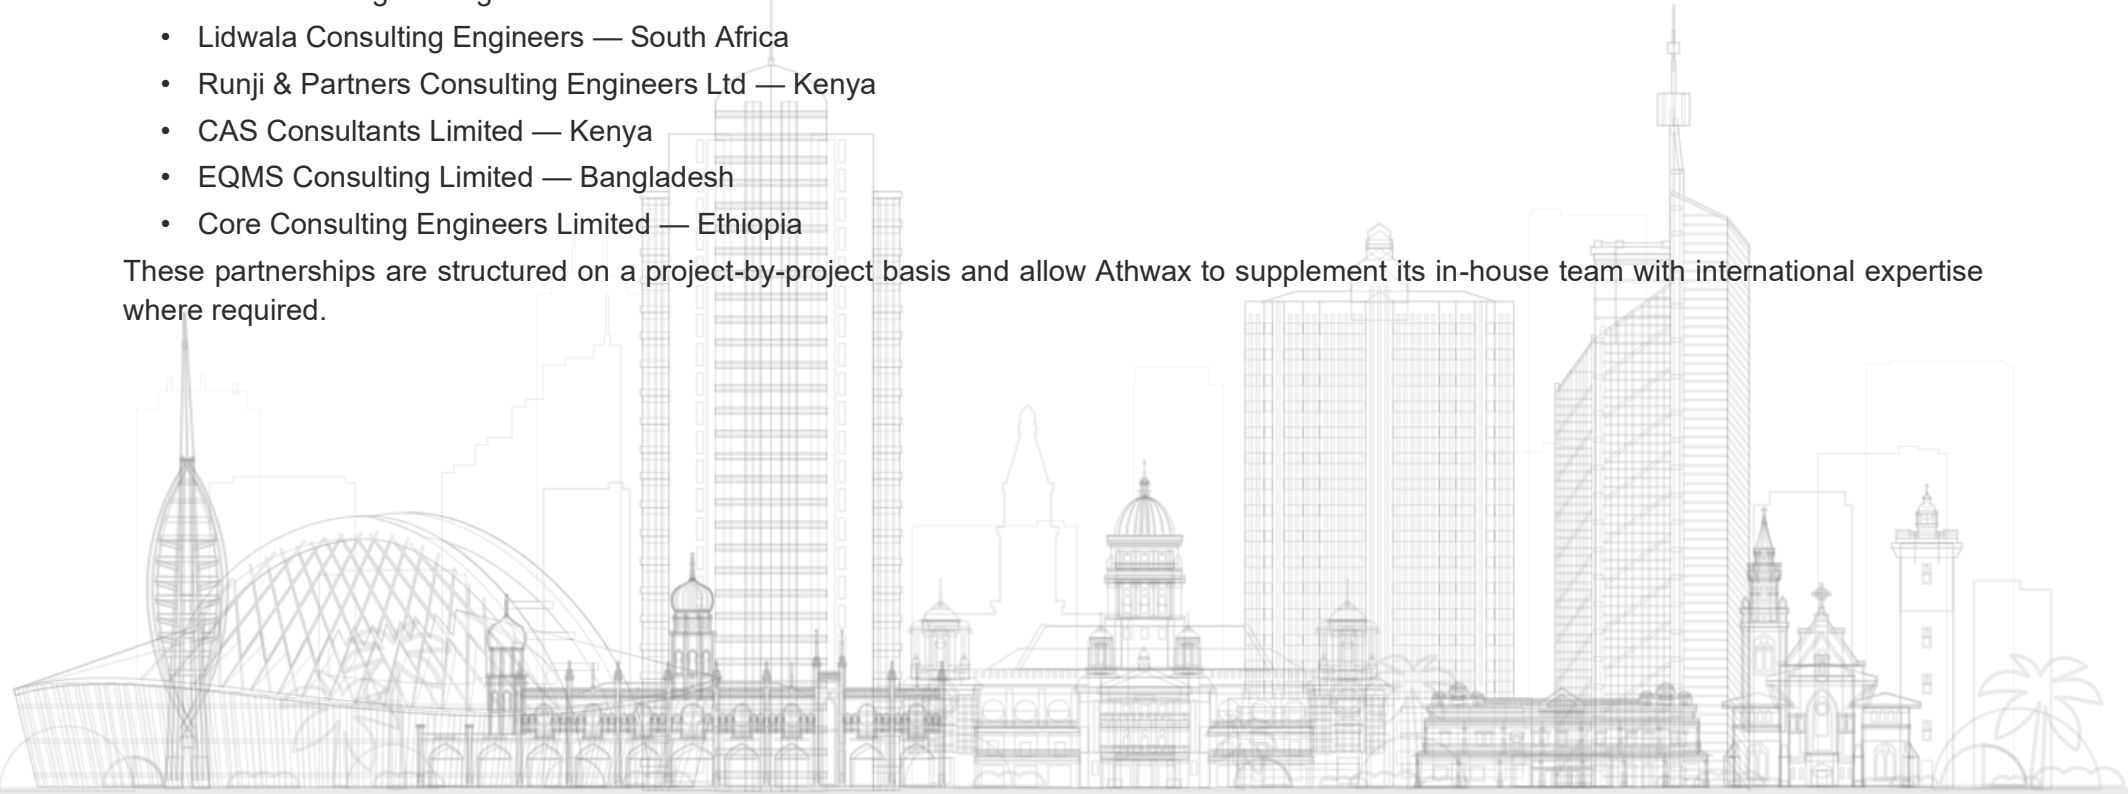 • Lidwala Consulting Engineers — South Africa
• Runji & Partners Consulting Engineers Ltd — Kenya
• CAS Consultants Limited — Kenya
• EQMS Consulting Limited — Bangladesh
• Core Consulting Engineers Limited — Ethiopia
These partnerships are structured on a project-by-project basis and allow Athwax to supplement its in-house team with international expertise
where required.